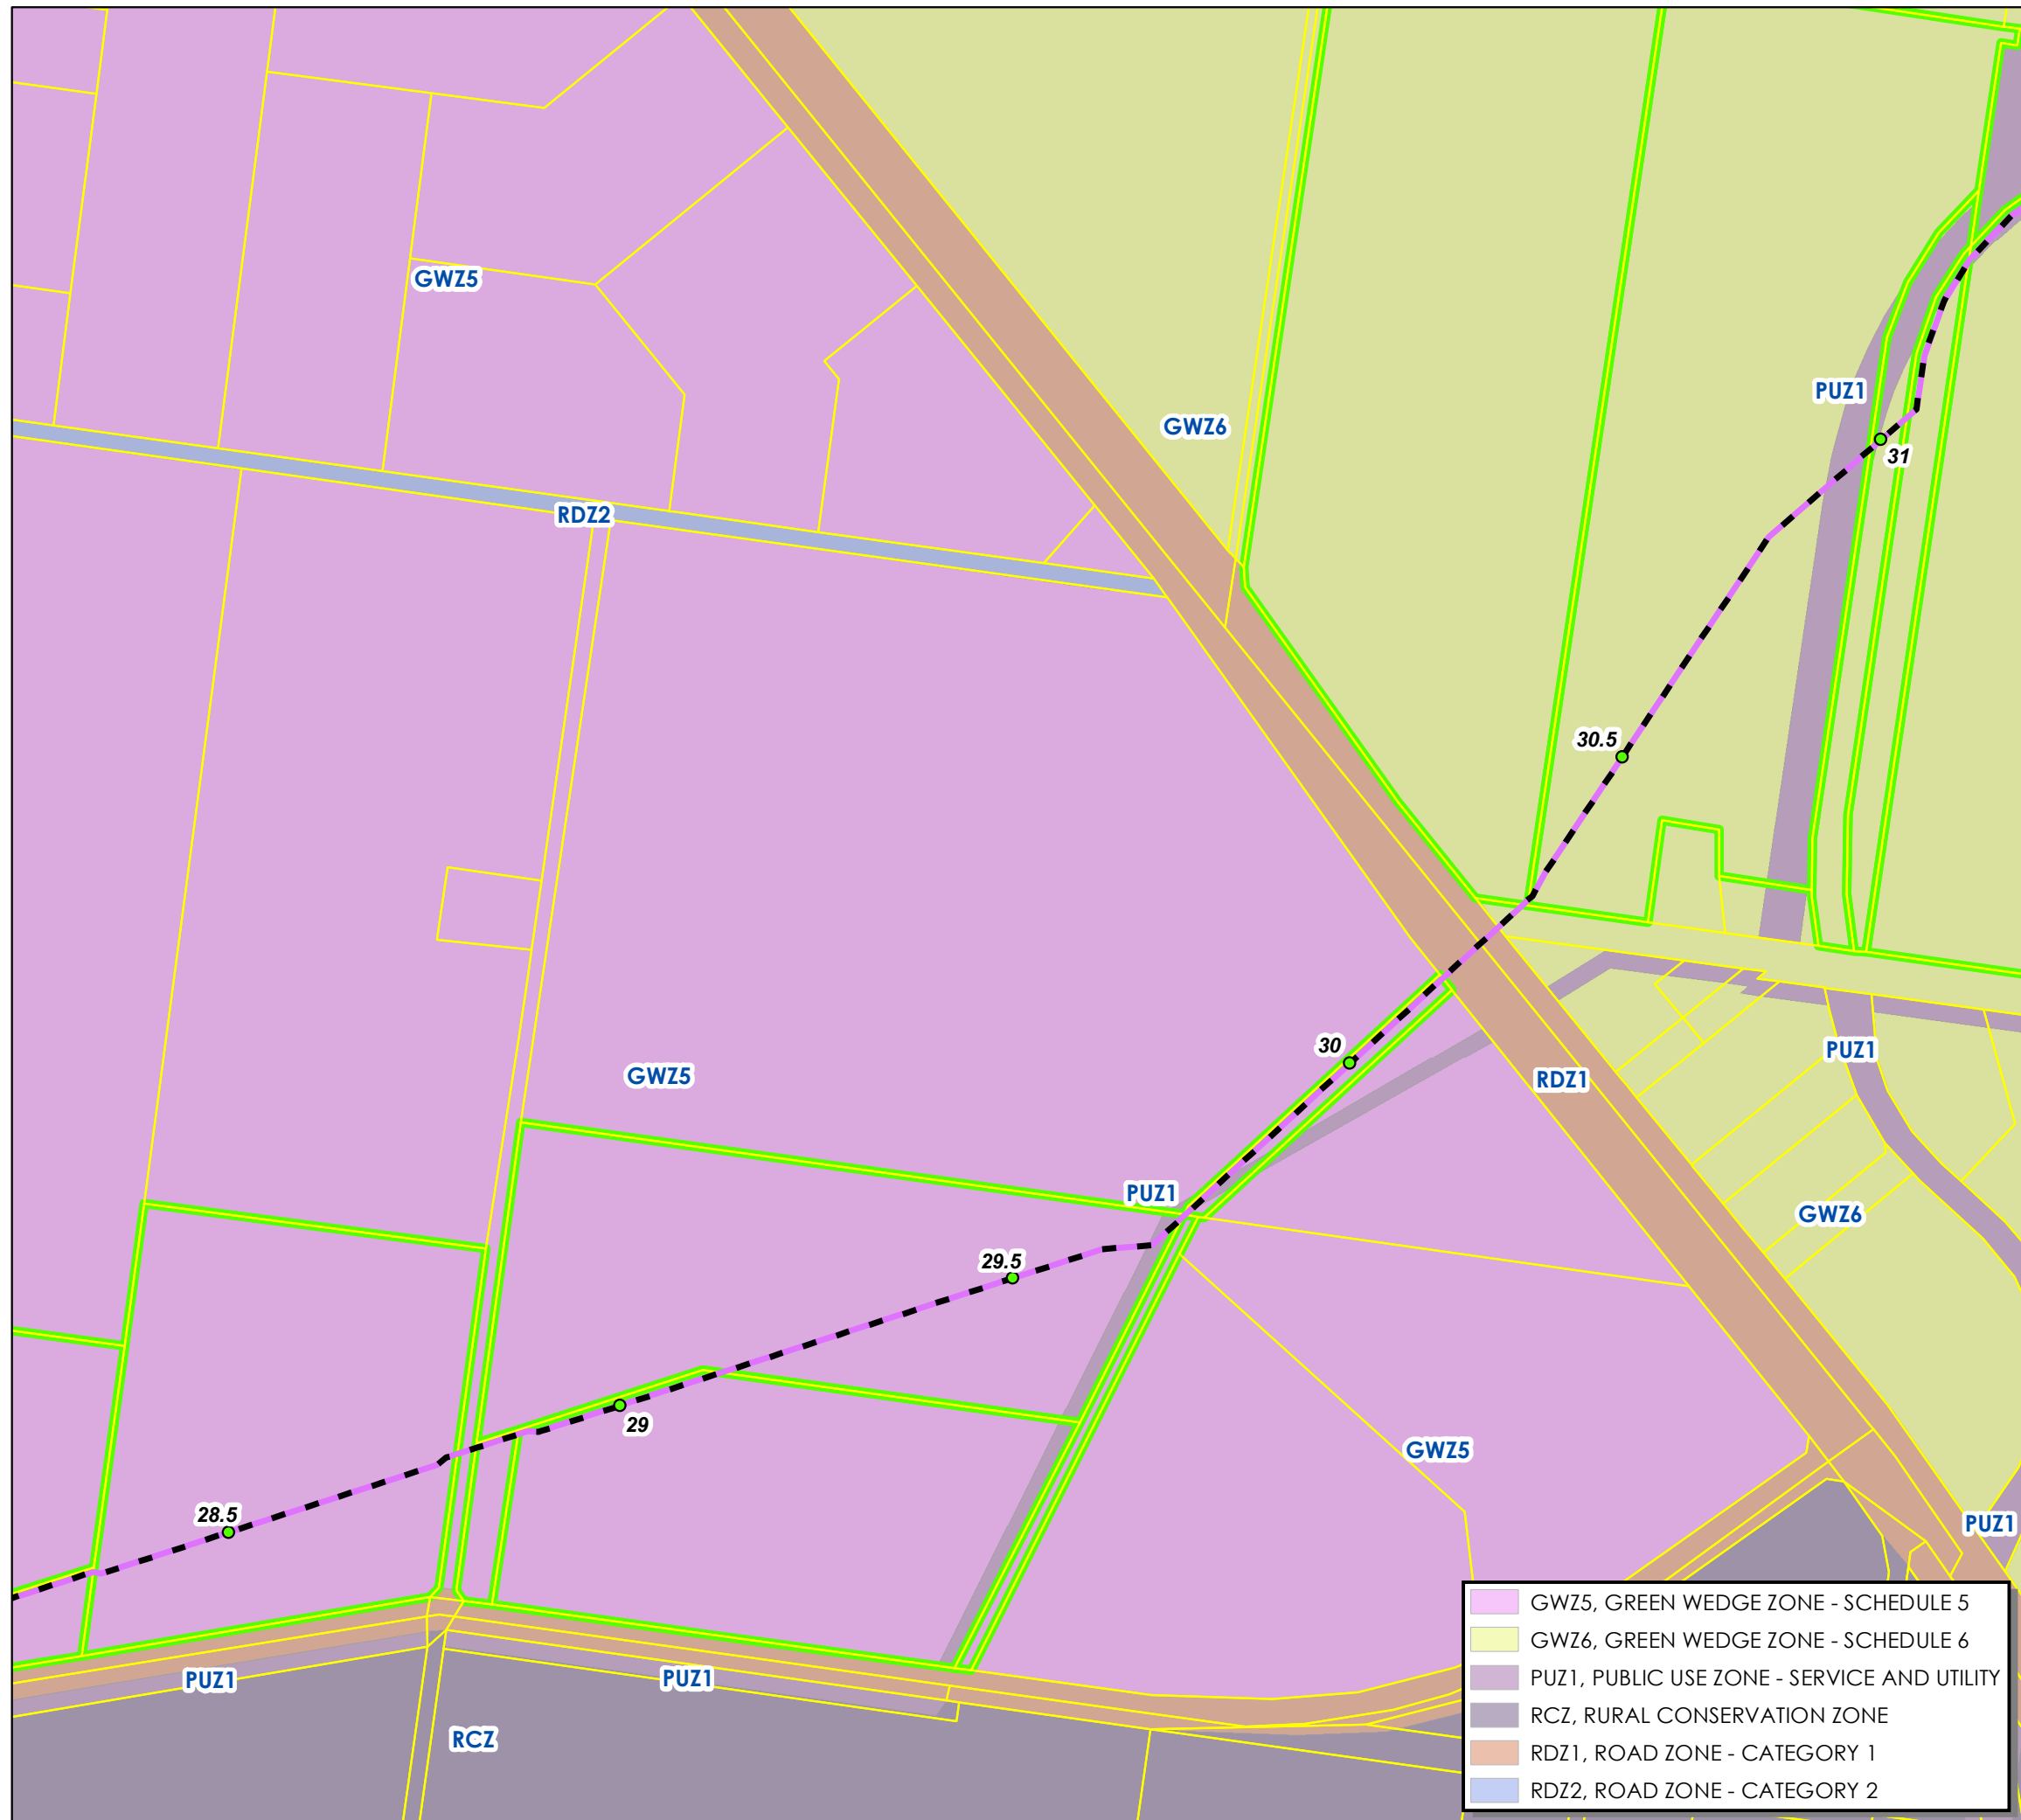 GWZ5
PUZ1
GWZ6
31
RDZ2
30.5
30
PUZ1
GWZ5
RDZ1
PUZ1
GWZ6
29.5
29
GWZ5
28.5
PUZ1
PUZ1
PUZ1
RCZ
GWZ5, GREEN WEDGE ZONE - SCHEDULE 5
GWZ6, GREEN WEDGE ZONE - SCHEDULE 6
PUZ1, PUBLIC USE ZONE - SERVICE AND UTILITY
RCZ, RURAL CONSERVATION ZONE
RDZ1, ROAD ZONE - CATEGORY 1
RDZ2, ROAD ZONE - CATEGORY 2